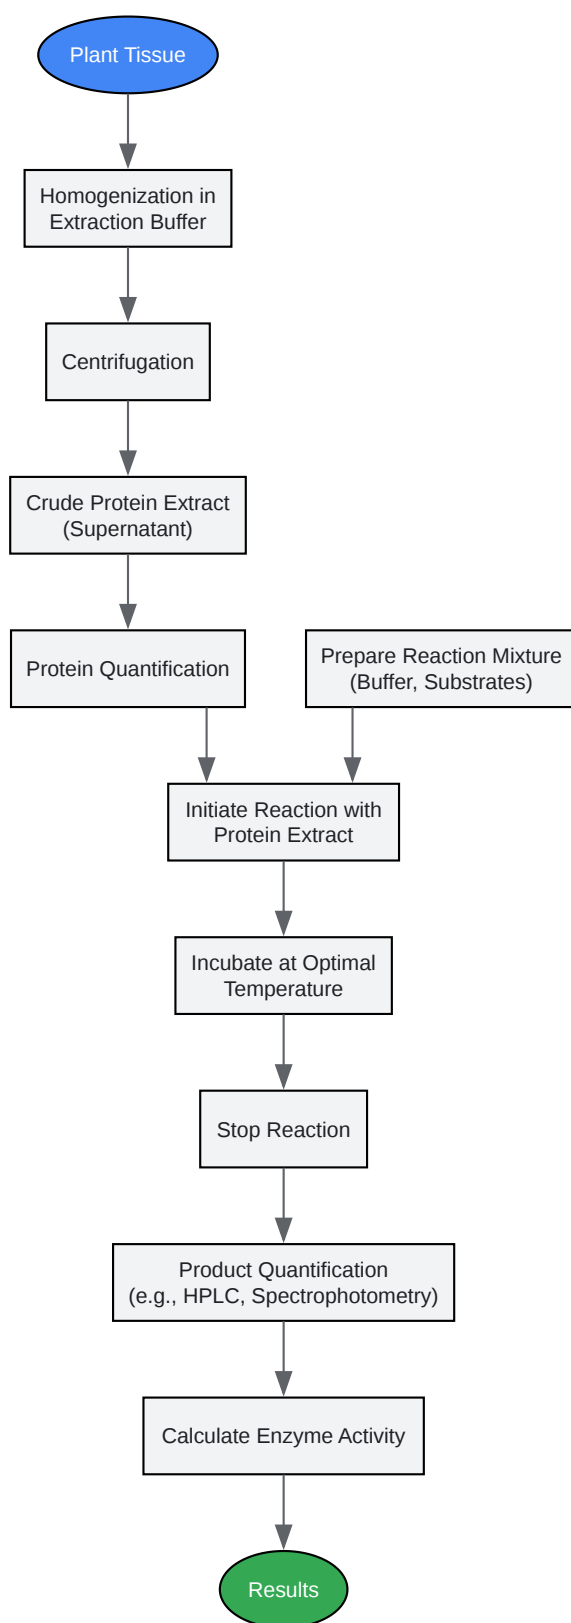 Plant Tissue
Homogenization in
Extraction Buffer
Centrifugation
Crude Protein Extract
(Supernatant)
Protein Quantification
Prepare Reaction Mixture
(Buffer, Substrates)
Initiate Reaction with
Protein Extract
Incubate at Optimal
Temperature
Stop Reaction
Product Quantification
(e.g., HPLC, Spectrophotometry)
Calculate Enzyme Activity
Results